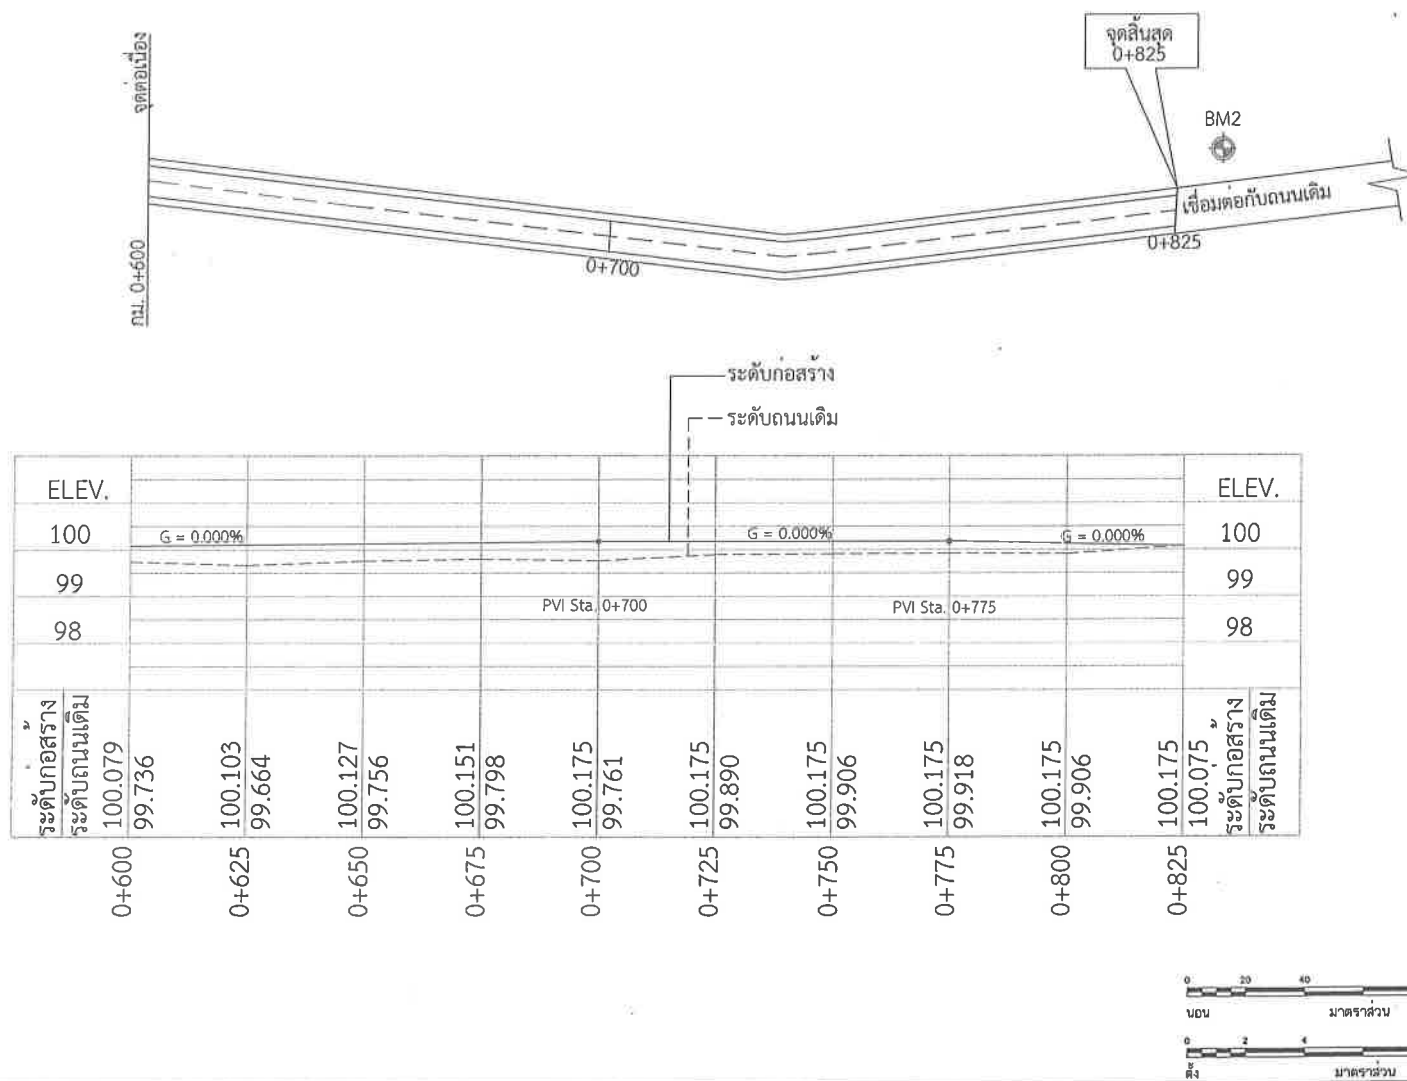 จุดสิ้นสุด
0+825
จุดต่อเนื่อง
กม. 0+600
BM2
เชื่อมต่อกับถนนเดิม
0+825
0+700
ระดับก่อสร้าง
ระดับถนนเดิม
ELEV.
ELEV.
100
G = 0.000%
G = 0.000%
G = 0.000%
100
99
99
PVI Sta. 0+700
PVI Sta. 0+775
98
98
ระดับก่อสร้าง
ระดับถนนเดิม
100.079
99.736
100.103
99.664
100.127
99.756
100.151
99.798
100.175
99.761
100.175
99.890
100.175
99.906
100.175
99.918
100.175
99.906
100.175
100.075
ระดับก่อสร้าง
ระดับถนนเดิม
0+600
0+625
0+650
0+675
0+700
0+725
0+750
0+775
0+800
0+825
0 20 40
นอน มาตราส่วน
0 2 4
ตั้ง มาตราส่วน